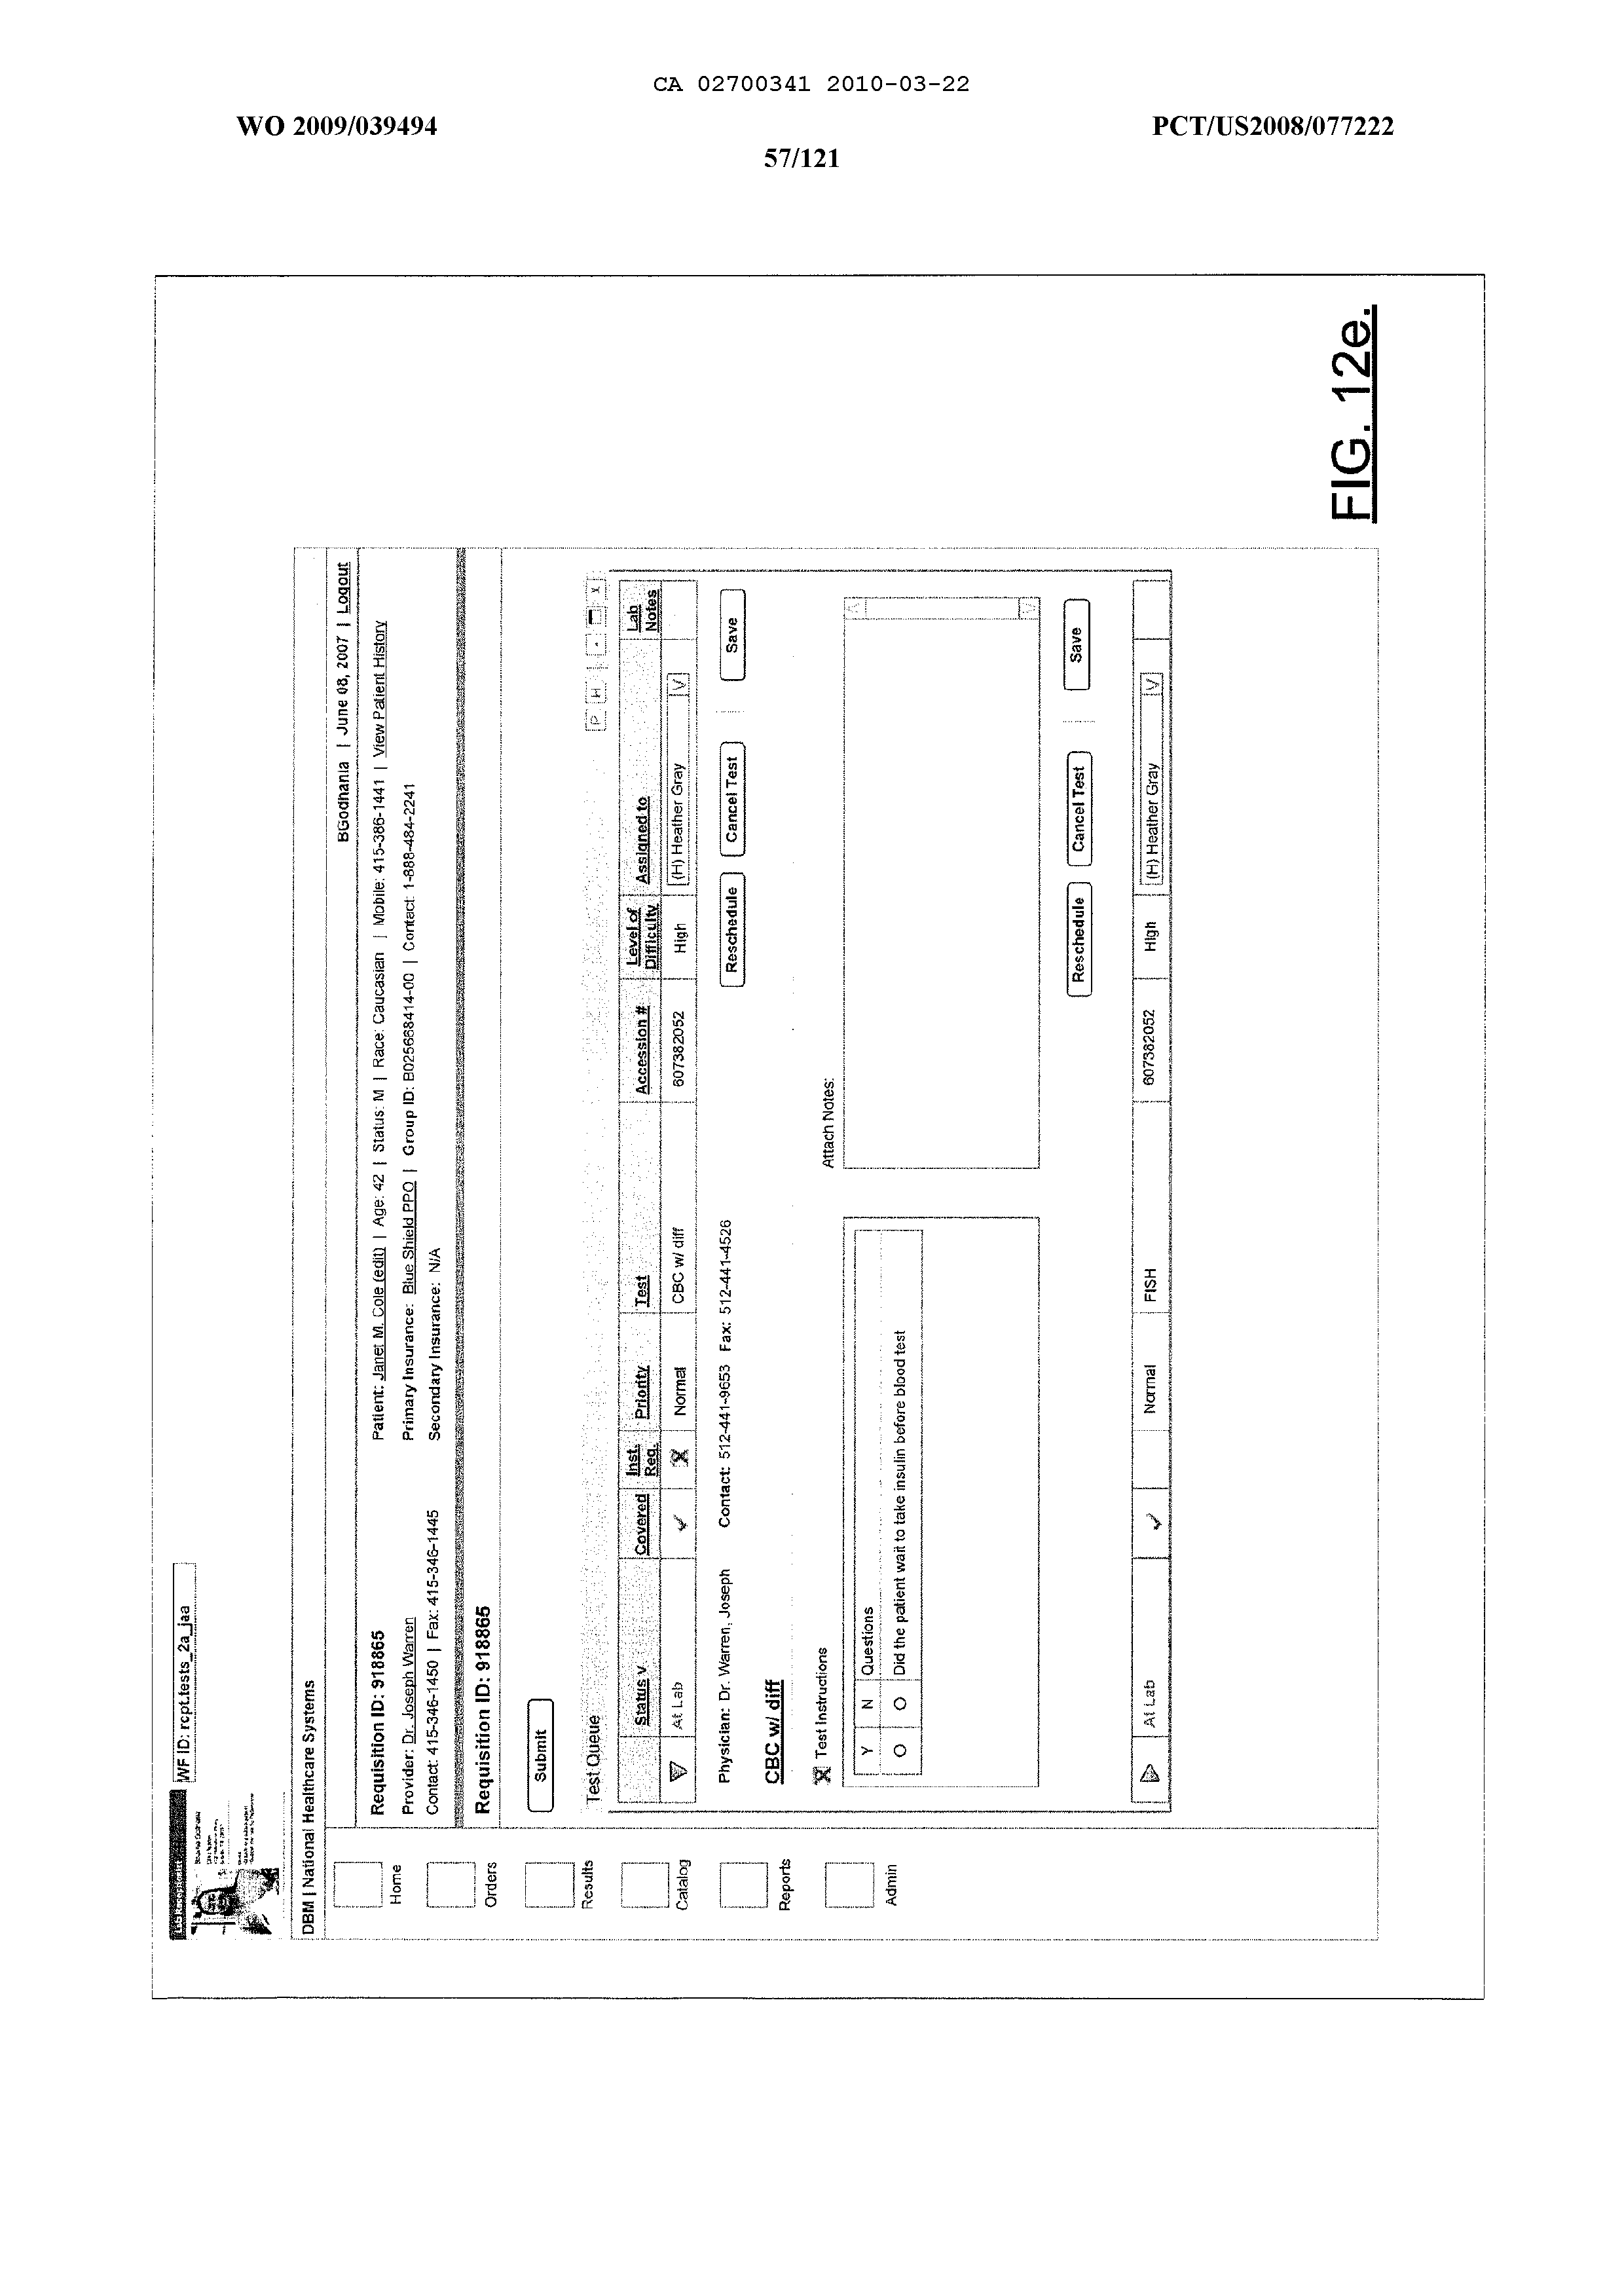 CA 02700341 2010-03-22
WO 2009/039494
PCT/US2008/077222
57/121
WF ID: rcpt.tests_2a_jaa
DBM | National Healthcare Systems
BGodhania | June 08, 2007 | Logout
Home
Orders
Results
Catalog
Reports
Admin
Requisition ID: 918865
Patient: Janet M. Cole (edit) | Age: 42 | Status: M | Race: Caucasian | Mobile: 415-386-1441 | View Patient History
Provider: Dr. Joseph Warren
Primary Insurance: Blue Shield PPO | Group ID: B025668414-00 | Contact: 1-888-484-2241
Contact: 415-346-1450 | Fax: 415-346-1445
Secondary Insurance: N/A
Requisition ID: 918865
Submit
Test Queue
P H - X
Status v Covered Inst. Req. Priority Test Accession # Level of Difficulty Assigned to Lab Notes
At Lab ✓ X Normal CBC w/ diff 607382052 High (H) Heather Gray V
Physician: Dr. Warren, Joseph Contact: 512-441-9653 Fax: 512-441-4526
Reschedule Cancel Test Save
CBC w/ diff
X Test Instructions
Attach Notes:
Y N Questions
O O Did the patient wait to take insulin before blood test
Reschedule Cancel Test Save
At Lab ✓ Normal FISH 607382052 High (H) Heather Gray V
FIG. 12e.